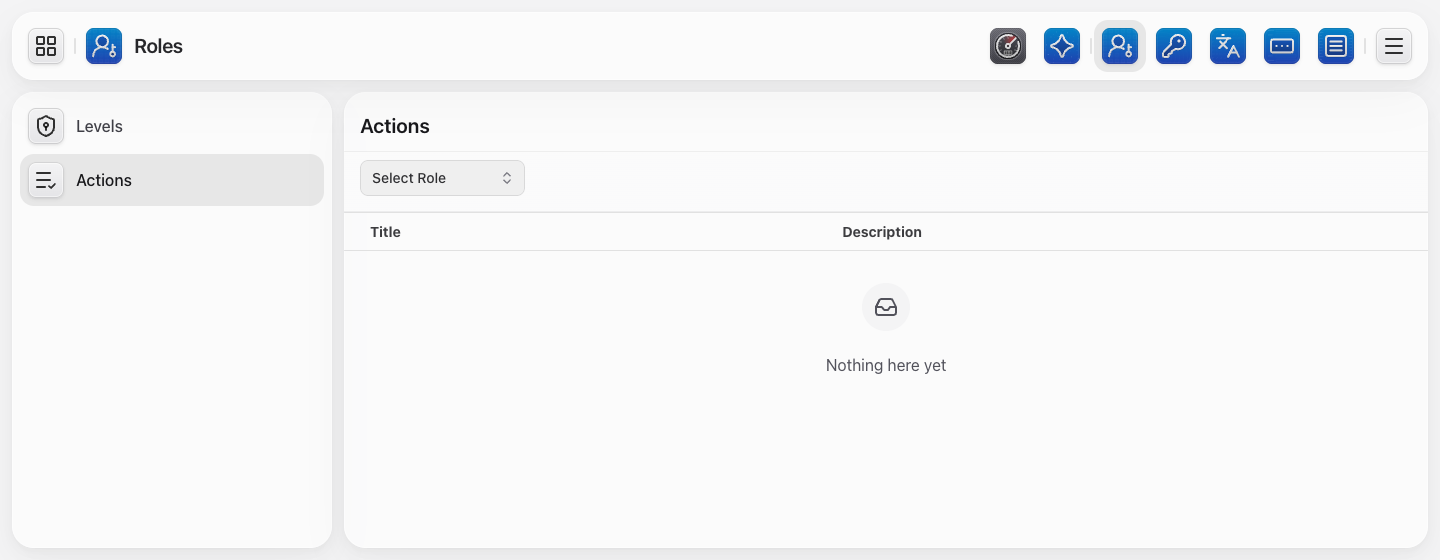 Roles
Levels
Actions
Actions
Select Role
Title
Description
Nothing here yet